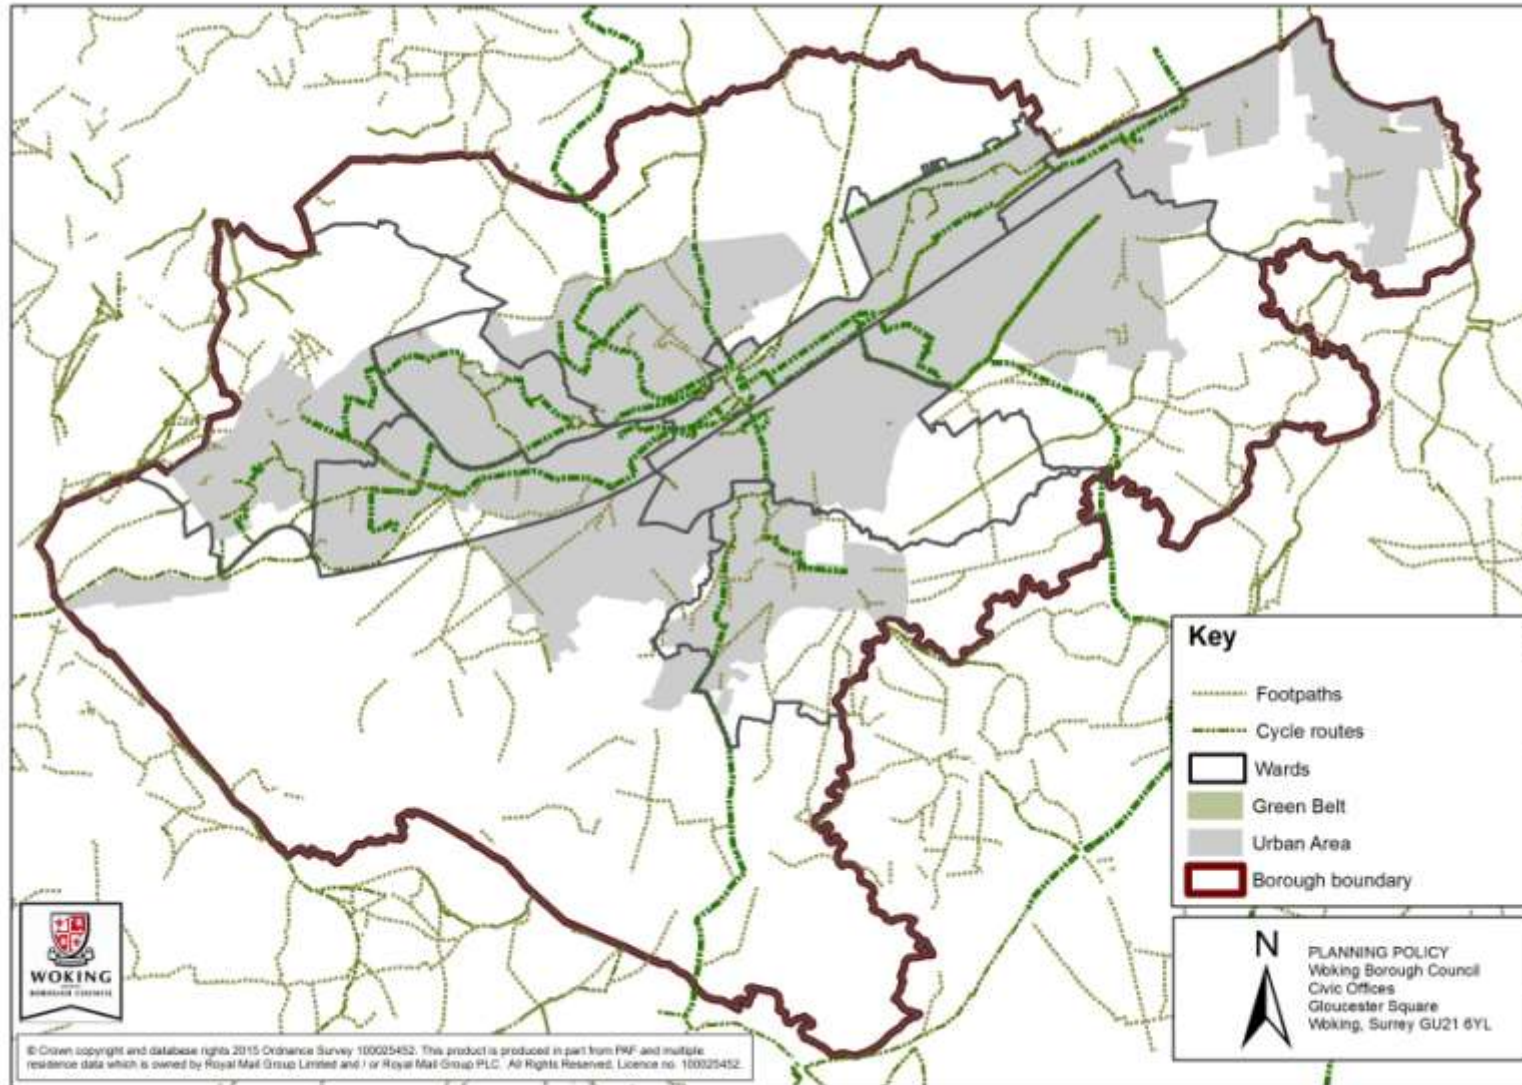 Key
Footpaths
Cycle routes
Wards
Green Belt
Urban Area
Borough boundary
N
PLANNING POLICY
Woking Borough Council
Civic Offices
Gloucester Square
Woking, Surrey GU21 6YL
WOKING
BOROUGH COUNCIL
© Crown copyright and database rights 2015 Ordnance Survey 100025452. This product is produced in part from PAF and multiple
residence data which is owned by Royal Mail Group Limited and / or Royal Mail Group PLC. All Rights Reserved, Licence no. 100025452.